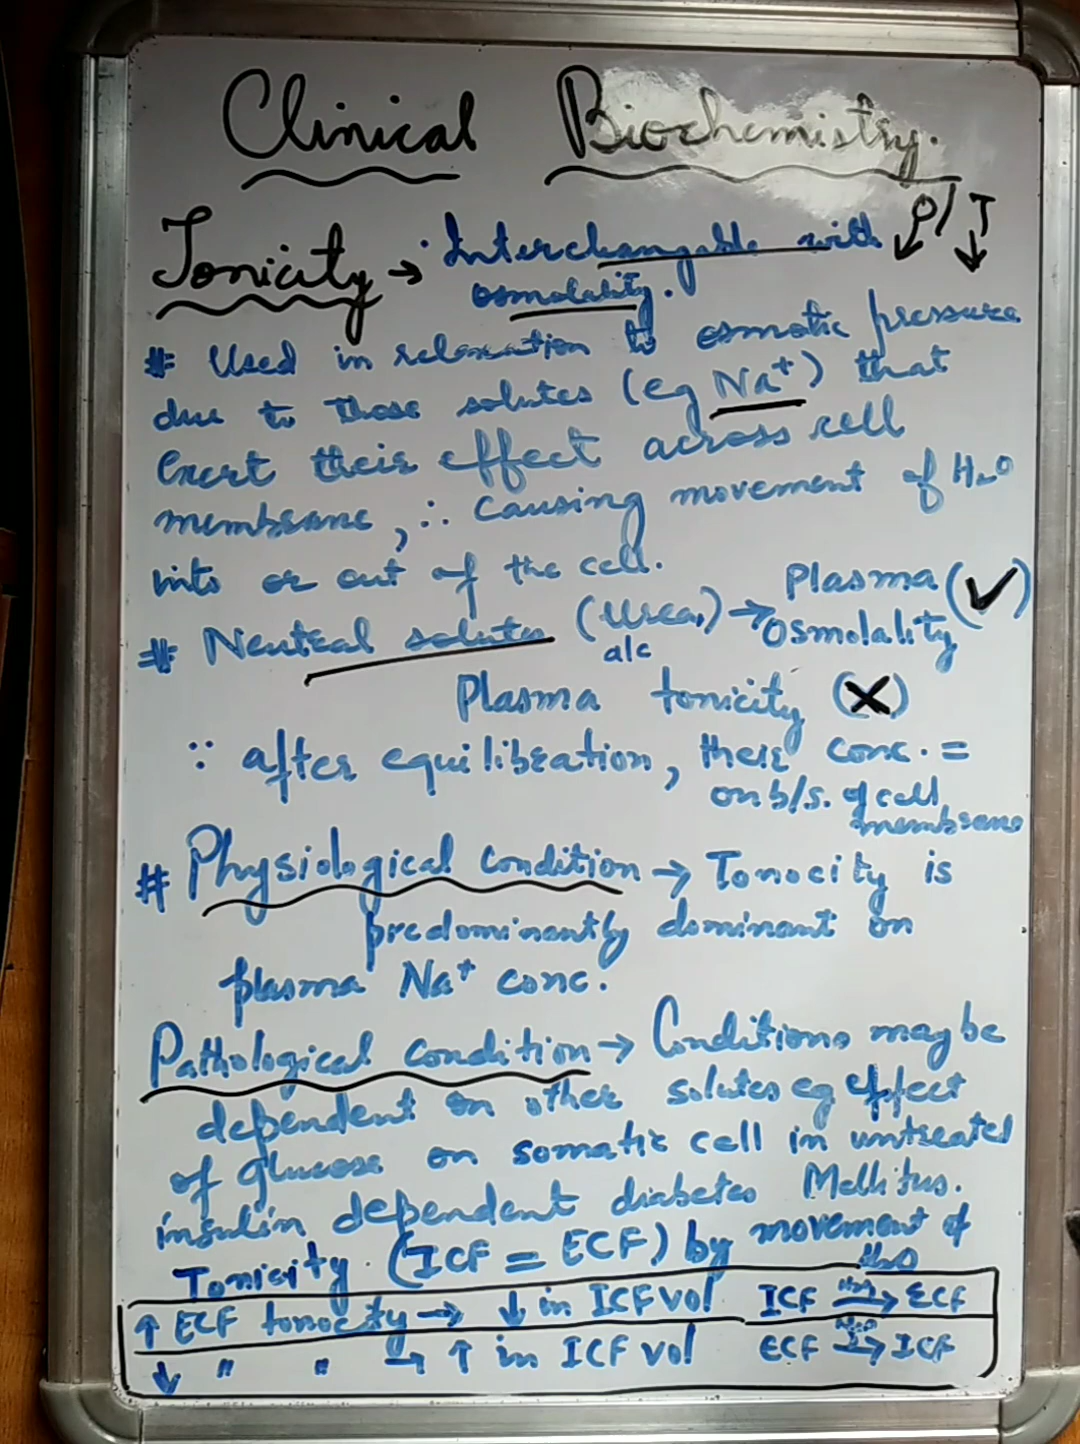 Clinical Biochemistry.
Tonicity → Interchangable with O/T
osmolality.
# Used in relaxation to osmotic pressure
due to those solutes (eg Na⁺) that
Exert their effect across cell
membrane, ∴ causing movement of H₂O
into or out of the cell.
# Neutral solutes (Urea,) → Plasma Osmolality (✓)
alc
Plasma tonicity (✗)
∵ after equilibration, their conc. =
on b/s. of cell
membrane
# Physiological condition → Tonocity is
predominantly dominant on
plasma Na⁺ conc.
Pathological condition → Conditions may be
dependent on other solutes eg effect
of glucose on somatic cell in untreated
insulin dependent diabetes Mellitus.
Tonicity (ICF = ECF) by movement of
H₂O
↑ ECF tonocity → ↓ in ICF vol ICF H₂O→ ECF
↓ " " → ↑ in ICF vol ECF H₂O→ ICF